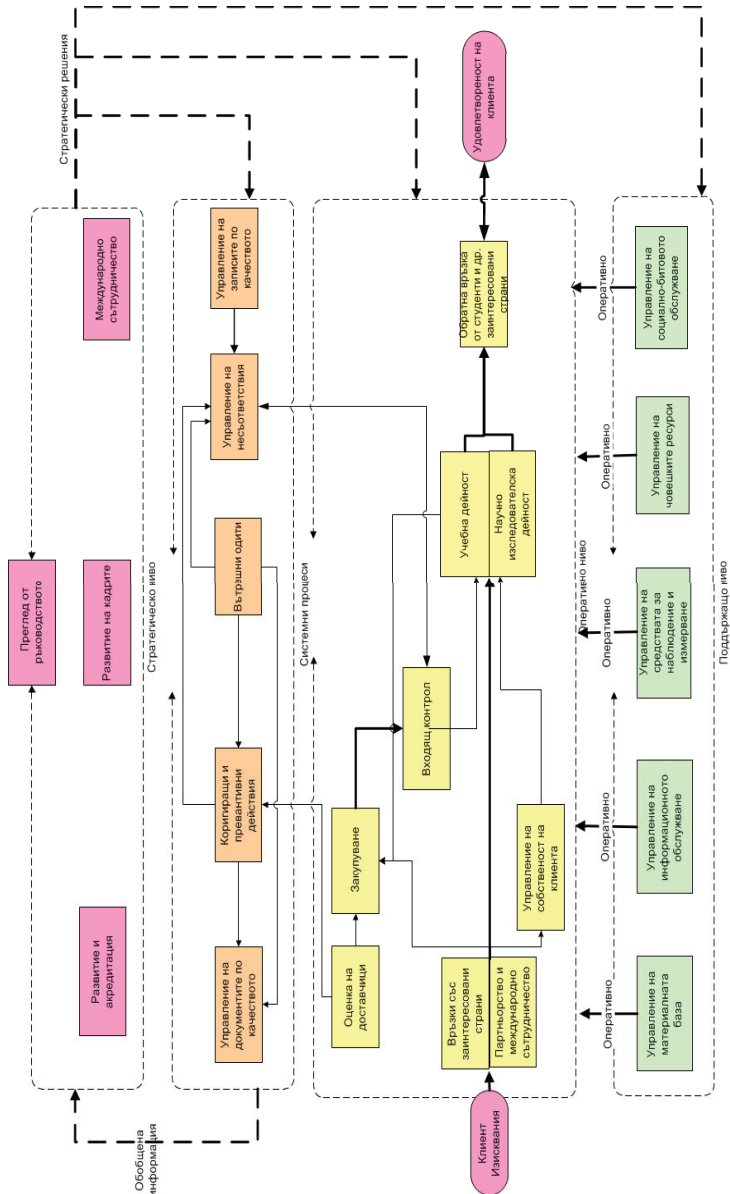 Стратегически решения
Преглед от
ръководството
Развитие и
акредитация
Развитие на кадрите
Международно
сътрудничество
Стратегическо ниво
Обобщена
информация
Управление на
документите по
качеството
Коригиращи и
превантивни
действия
Вътрэшни одити
Управление на
несъответствия
Управление на
записите по
качеството
Системни процеси
Оценка на
доставчици
Закупуване
Входящ контрол
Клиент
Изисквания
Връзки със
заинтересовани
страни
Партньорство и
международно
сътрудничество
Управление на
собственост на
клиента
Учебна дейност
Научно
изследователска
дейност
Обратна връзка
от студенти и др.
заинтересовани
страни
Удовлетвореност на
клиента
Оперативно ниво
Оперативно
Оперативно
Оперативно
Оперативно
Оперативно
Управление на
материалната
база
Управление на
информационното
обслужване
Управление на
средствата за
наблюдение и
измерване
Управление на
човешките ресурси
Управление на
социално-битовото
обслужване
Поддържащо ниво